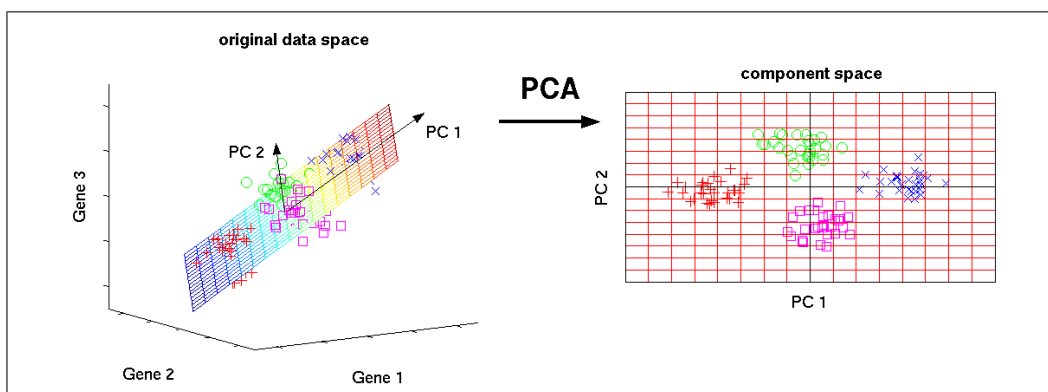 original data space
PCA
component space
PC 1
PC 2
Gene 3
PC 2
PC 1
Gene 2
Gene 1